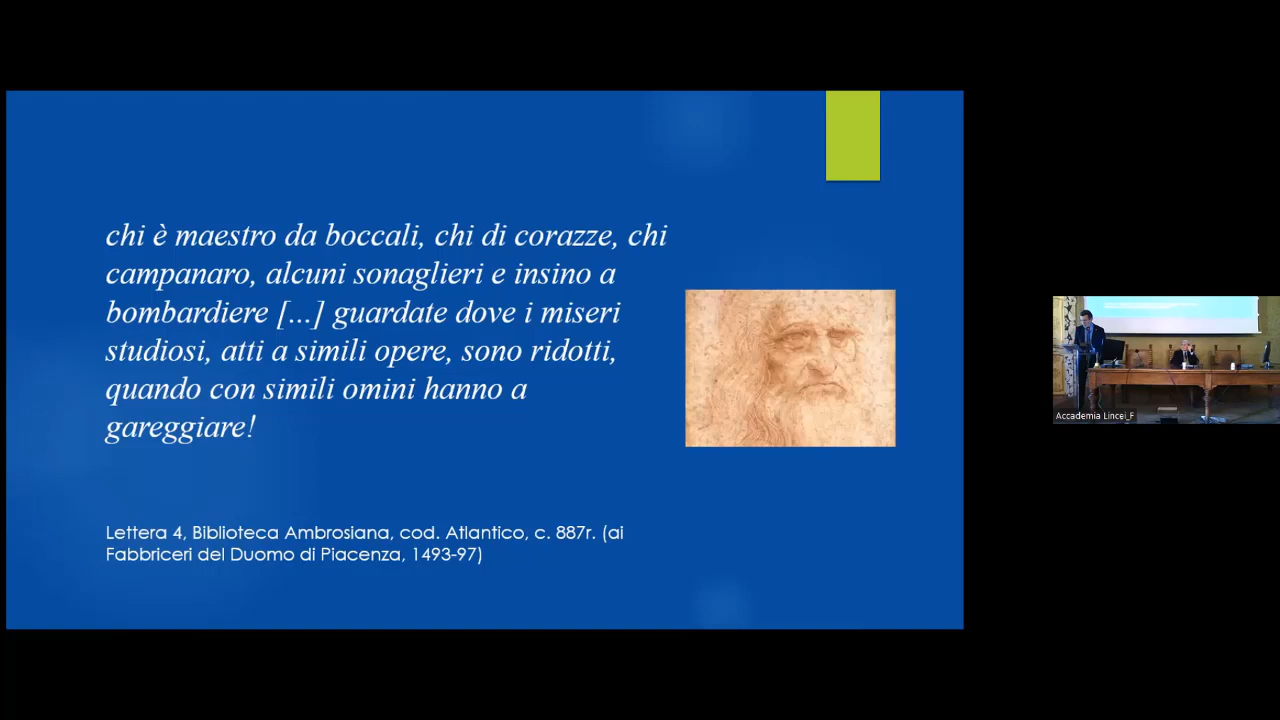 chi è maestro da boccali, chi di corazze, chi
campanaro, alcuni sonaglieri e insino a
bombardiere [...] guardate dove i miseri
studiosi, atti a simili opere, sono ridotti,
quando con simili omini hanno a
gareggiare!
Lettera 4, Biblioteca Ambrosiana, cod. Atlantico, c. 887r. (ai
Fabbriceri del Duomo di Piacenza, 1493-97)
Accademia Lincei_F